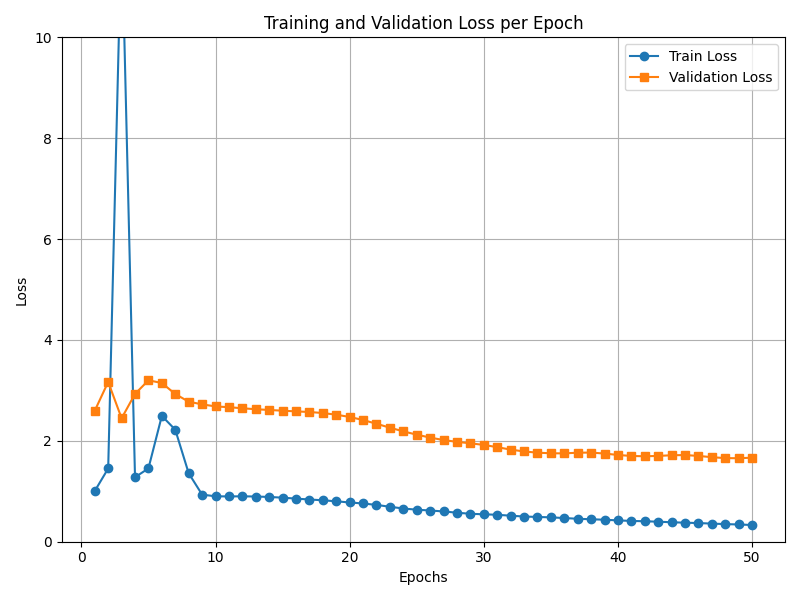 Training and Validation Loss per Epoch
10
8
6
4
2
0
Loss
Train Loss
Validation Loss
0 10 20 30 40 50
Epochs